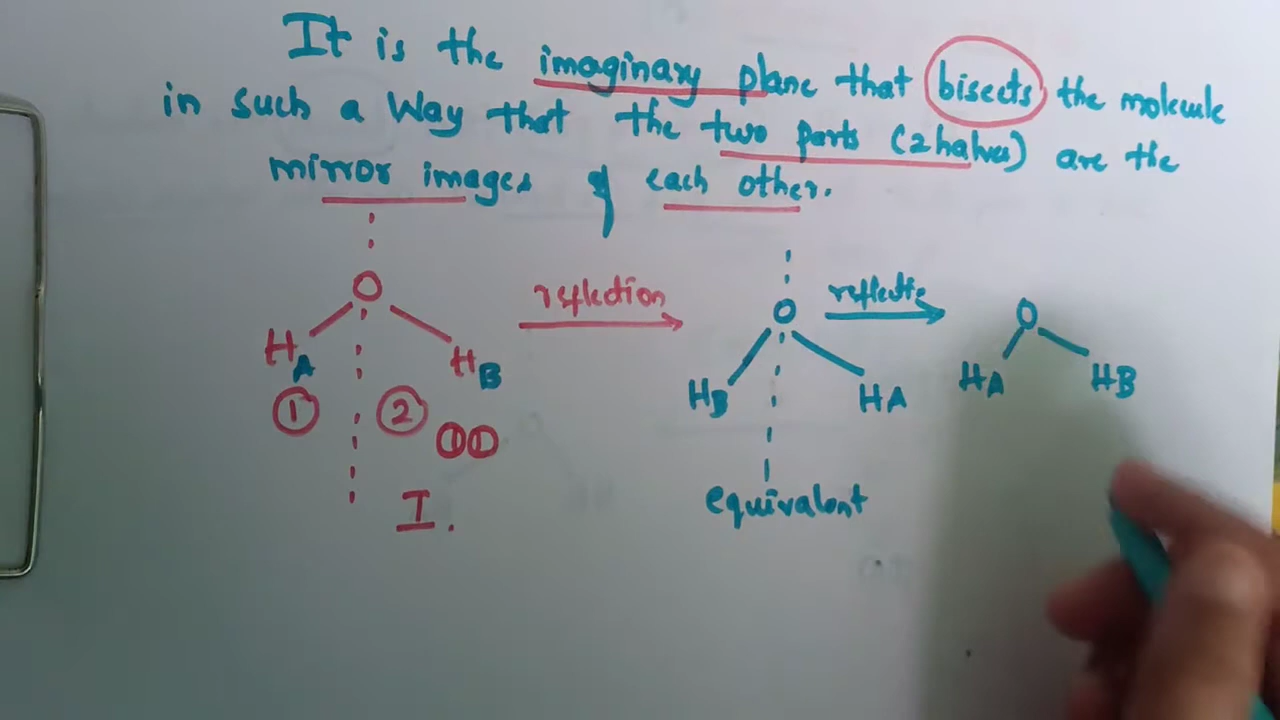 It is the imaginary plane that bisects the molecule
in such a way that the two parts (2 halves) are the
mirror images of each other.
O reflection O reflectio O
HA HB HB HA HA HB
1 2
I. equivalent